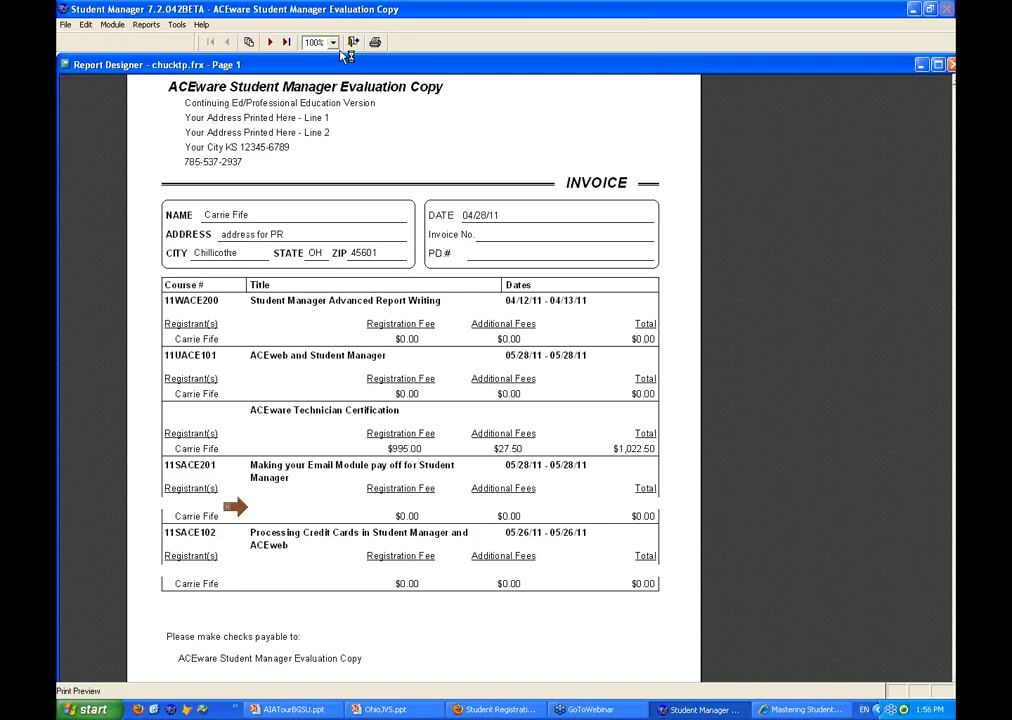 Student Manager 7.2.042BETA - ACEware Student Manager Evaluation Copy
File Edit Module Reports Tools Help
100%
Report Designer - chucktp.frx - Page 1
ACEware Student Manager Evaluation Copy
Continuing Ed/Professional Education Version
Your Address Printed Here - Line 1
Your Address Printed Here - Line 2
Your City KS 12345-6789
785-537-2937
INVOICE
NAME Carrie Fife
ADDRESS address for PR
CITY Chillicothe STATE OH ZIP 45601
DATE 04/28/11
Invoice No.
P.O.#
Course # Title Dates
11WACE200 Student Manager Advanced Report Writing 04/12/11 - 04/13/11
Registrant(s) Registration Fee Additional Fees Total
Carrie Fife $0.00 $0.00 $0.00
11UACE101 ACEweb and Student Manager 05/28/11 - 05/28/11
Registrant(s) Registration Fee Additional Fees Total
Carrie Fife $0.00 $0.00 $0.00
ACEware Technician Certification
Registrant(s) Registration Fee Additional Fees Total
Carrie Fife $995.00 $27.50 $1,022.50
11SACE201 Making your Email Module pay off for Student 05/28/11 - 05/28/11
Manager
Registrant(s) Registration Fee Additional Fees Total
Carrie Fife $0.00 $0.00 $0.00
11SACE102 Processing Credit Cards in Student Manager and 05/26/11 - 05/26/11
ACEweb
Registrant(s) Registration Fee Additional Fees Total
Carrie Fife $0.00 $0.00 $0.00
Please make checks payable to:
ACEware Student Manager Evaluation Copy
Print Preview
start AIATourBGSU.ppt OhioJVS.ppt Student Registrati... GoToWebinar Student Manager ... Mastering Student... EN 1:56 PM